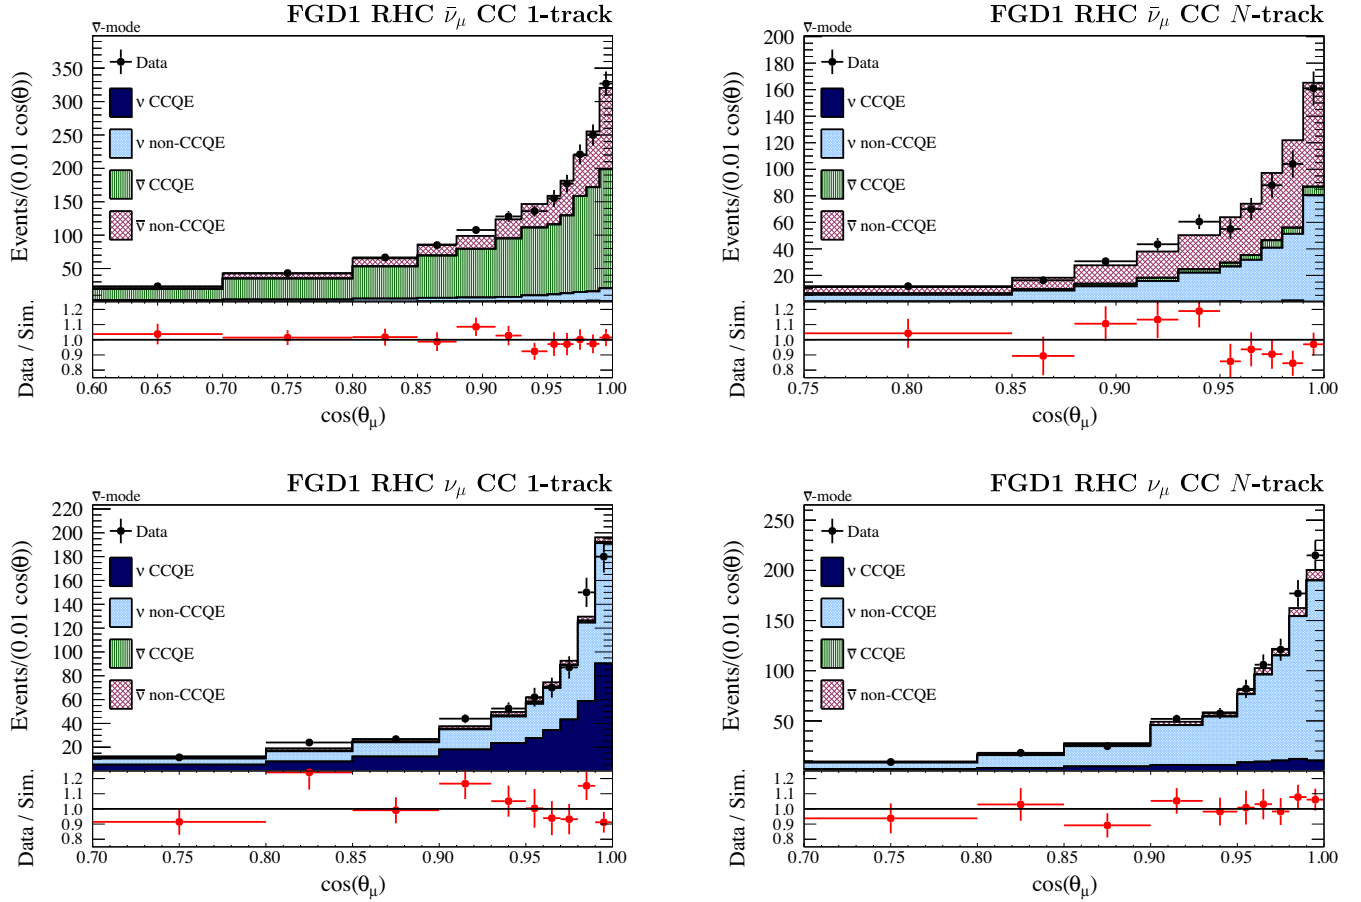 FGD1 RHC ν̄μ CC 1-track
ν̄-mode
Events/(0.01 cos(θ))
350
300
250
200
150
100
50
Data
ν CCQE
ν non-CCQE
ν̄ CCQE
ν̄ non-CCQE
Data / Sim.
1.2
1.1
1.0
0.9
0.8
0.60 0.65 0.70 0.75 0.80 0.85 0.90 0.95 1.00
cos(θμ)
FGD1 RHC ν̄μ CC N-track
ν̄-mode
Events/(0.01 cos(θ))
200
180
160
140
120
100
80
60
40
20
Data
ν CCQE
ν non-CCQE
ν̄ CCQE
ν̄ non-CCQE
Data / Sim.
1.2
1.1
1.0
0.9
0.8
0.75 0.80 0.85 0.90 0.95 1.00
cos(θμ)
FGD1 RHC νμ CC 1-track
ν̄-mode
Events/(0.01 cos(θ))
220
200
180
160
140
120
100
80
60
40
20
Data
ν CCQE
ν non-CCQE
ν̄ CCQE
ν̄ non-CCQE
Data / Sim.
1.2
1.1
1.0
0.9
0.8
0.70 0.75 0.80 0.85 0.90 0.95 1.00
cos(θμ)
FGD1 RHC νμ CC N-track
ν̄-mode
Events/(0.01 cos(θ))
250
200
150
100
50
Data
ν CCQE
ν non-CCQE
ν̄ CCQE
ν̄ non-CCQE
Data / Sim.
1.2
1.1
1.0
0.9
0.8
0.70 0.75 0.80 0.85 0.90 0.95 1.00
cos(θμ)